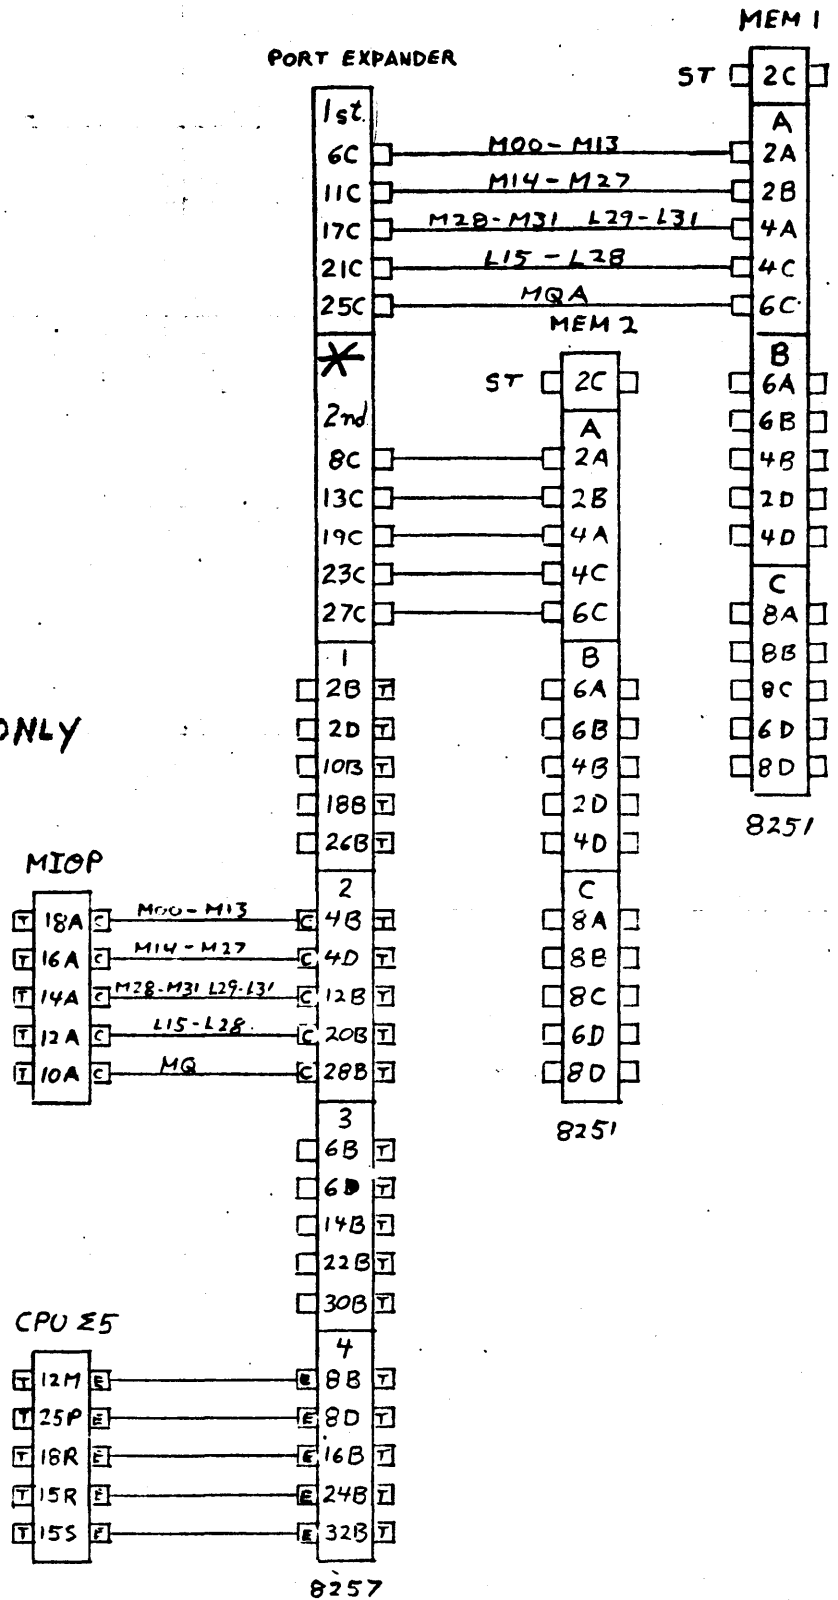 MEM 1
PORT EXPANDER
ST 2C
1st.
A
6C M00-M13 2A
11C M14-M27 2B
17C M28-M31 L29-L31 4A
21C L15-L28 4C
25C MQA 6C
MEM 2
*
B
ST 2C
6A
2nd
6B
A
8C 2A
4B
13C 2B
2D
19C 4A
4D
C
23C 4C
27C 6C
8A
1
B
8B
2B T 6A
8C
ONLY
2D T 6B
6D
10B T 4B
8D
18B T 2D
8251
26B T 4D
MIOP
2
C
T 18A C M00-M13 C 4B T 8A
T 16A C M14-M27 C 4D T 8B
T 14A C M28-M31 L29-L31 C 12B T 8C
T 12A C L15-L28 C 20B T 6D
T 10A C MQ C 28B T 8D
3
8251
6B T
6D T
14B T
22B T
30B T
CPU Σ5
4
T 12M E E 8B T
T 25P E E 8D T
T 18R E E 16B T
T 15R E E 24B T
T 15S E E 32B T
8257